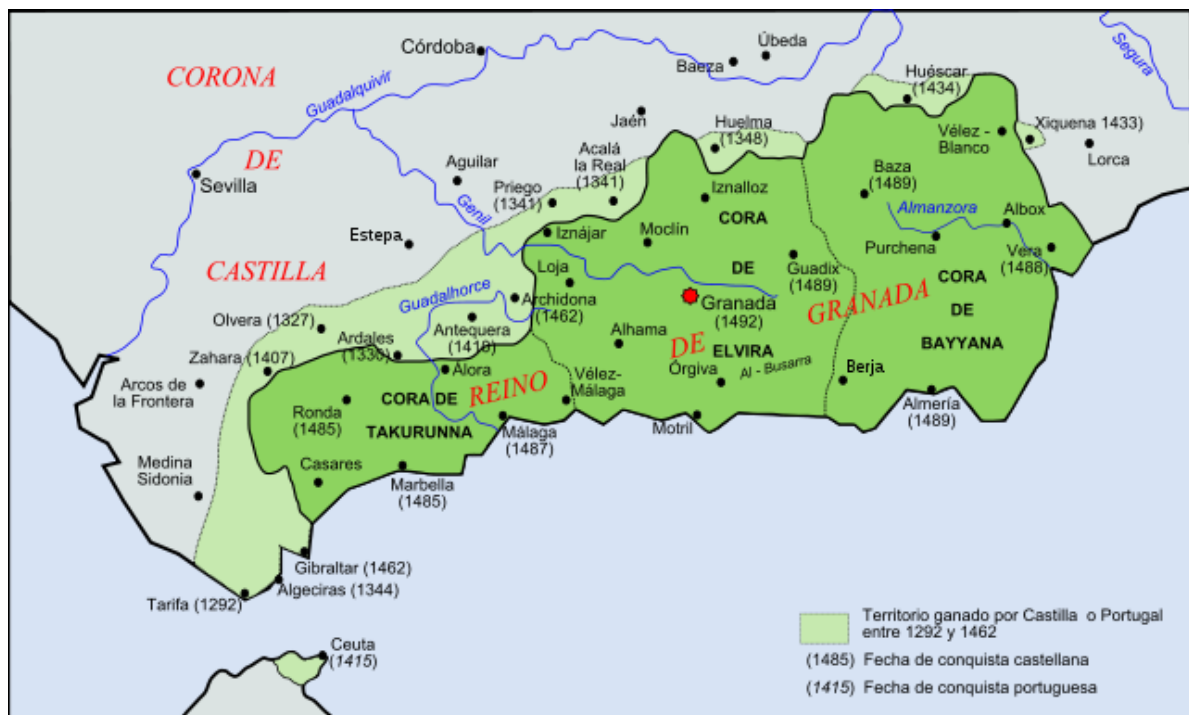 Córdoba
Úbeda
Baeza
Segura
CORONA
Guadalquivir
Huéscar
(1434)
Jaén
Huelma
(1348)
Vélez -
Blanco
Xiquena 1433)
Lorca
DE
Sevilla
Aguilar
Acalá
la Real
(1341)
Priego
(1341)
Baza
(1489)
Iznalloz
Genil
CORA
Almanzora
Albox
Estepa
Iznájar
Moclín
Purchena
Vera
(1488)
CASTILLA
Loja
DE
Guadix
(1489)
CORA
Guadalhorce
Archidona
(1462)
Granada
(1492)
GRANADA
DE
Olvera (1327)
Ardales
(1330)
Antequera
(1410)
Alhama
DE
ELVIRA
BAYYANA
Zahara (1407)
Álora
REINO
Vélez-
Málaga
Órgiva
Al - Busarra
Berja
Arcos de
la Frontera
Ronda
(1485)
CORA DE
TAKURUNNA
Málaga
(1487)
Motril
Almería
(1489)
Medina
Sidonia
Casares
Marbella
(1485)
Gibraltar (1462)
Algeciras (1344)
Tarifa (1292)
Ceuta
(1415)
Territorio ganado por Castilla o Portugal
entre 1292 y 1462
(1485) Fecha de conquista castellana
(1415) Fecha de conquista portuguesa